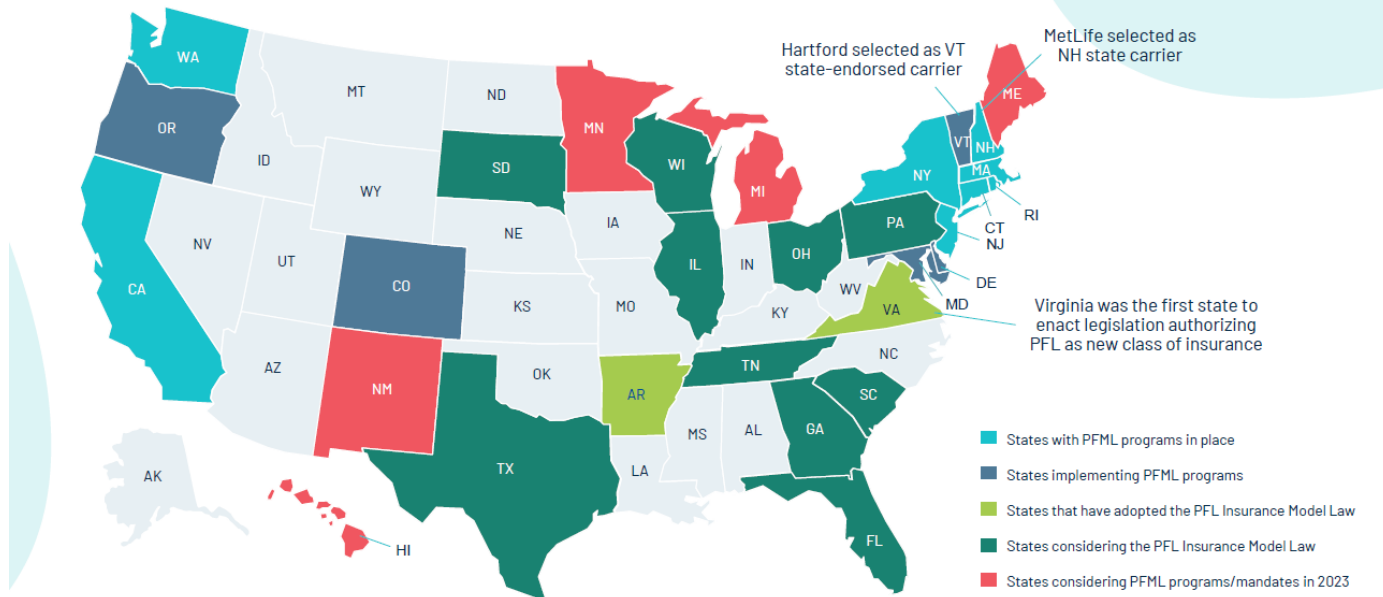 Hartford selected as VT
state-endorsed carrier
MetLife selected as
NH state carrier
WA
MT
ND
MN
ME
OR
ID
SD
WI
VT
NH
WY
MI
NY
MA
RI
CT
NJ
NV
NE
IA
PA
CA
UT
CO
IL
IN
OH
DE
KS
MO
WV
MD
KY
VA
Virginia was the first state to
enact legislation authorizing
PFL as new class of insurance
AZ
NM
OK
AR
TN
NC
SC
MS
AL
GA
TX
LA
FL
AK
HI
States with PFML programs in place
States implementing PFML programs
States that have adopted the PFL Insurance Model Law
States considering the PFL Insurance Model Law
States considering PFML programs/mandates in 2023